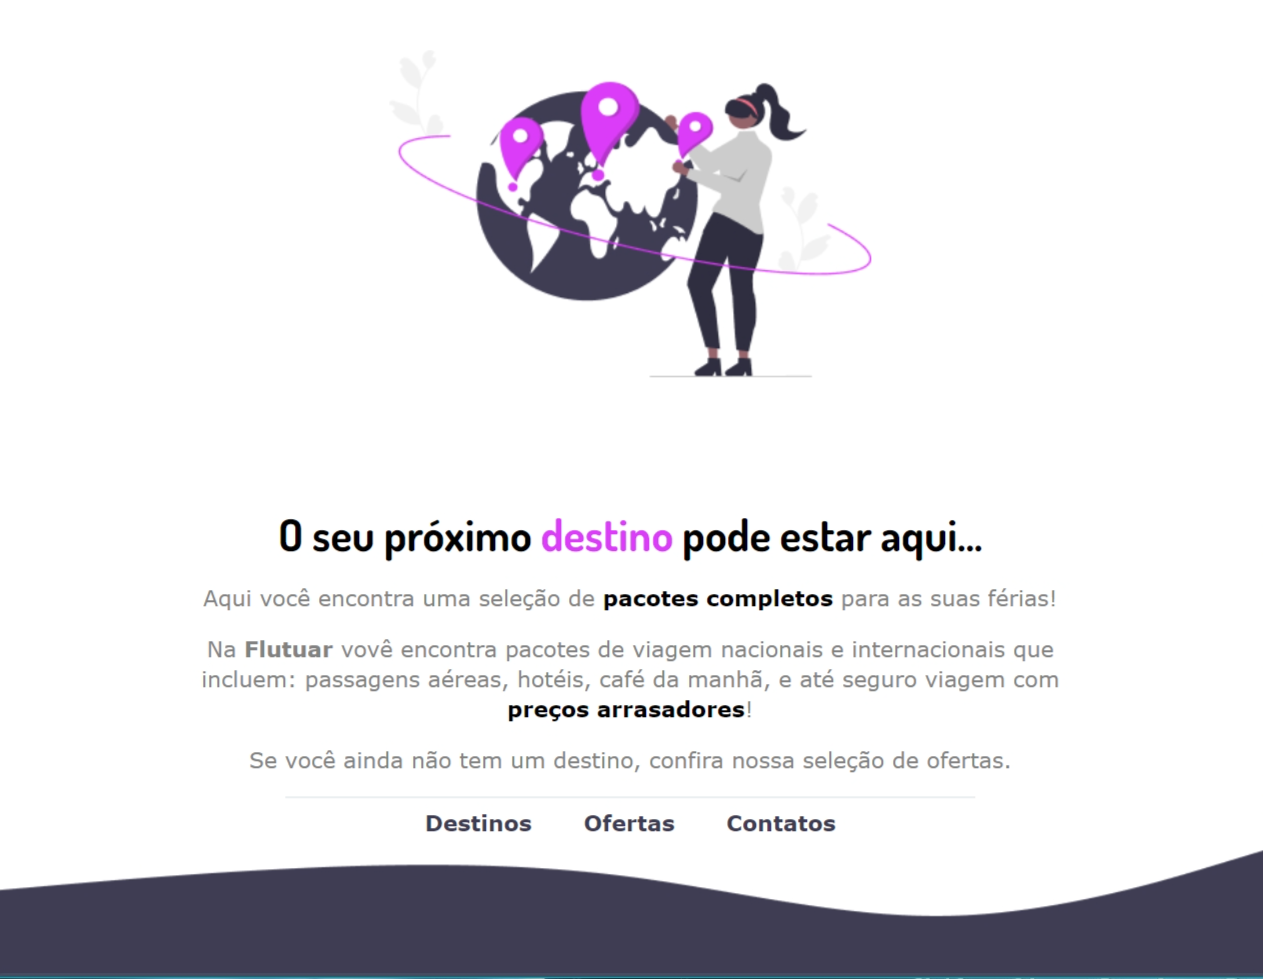 O seu próximo destino pode estar aqui...
Aqui você encontra uma seleção de pacotes completos para as suas férias!
Na Flutuar vovê encontra pacotes de viagem nacionais e internacionais que
incluem: passagens aéreas, hotéis, café da manhã, e até seguro viagem com
preços arrasadores!
Se você ainda não tem um destino, confira nossa seleção de ofertas.
Destinos Ofertas Contatos